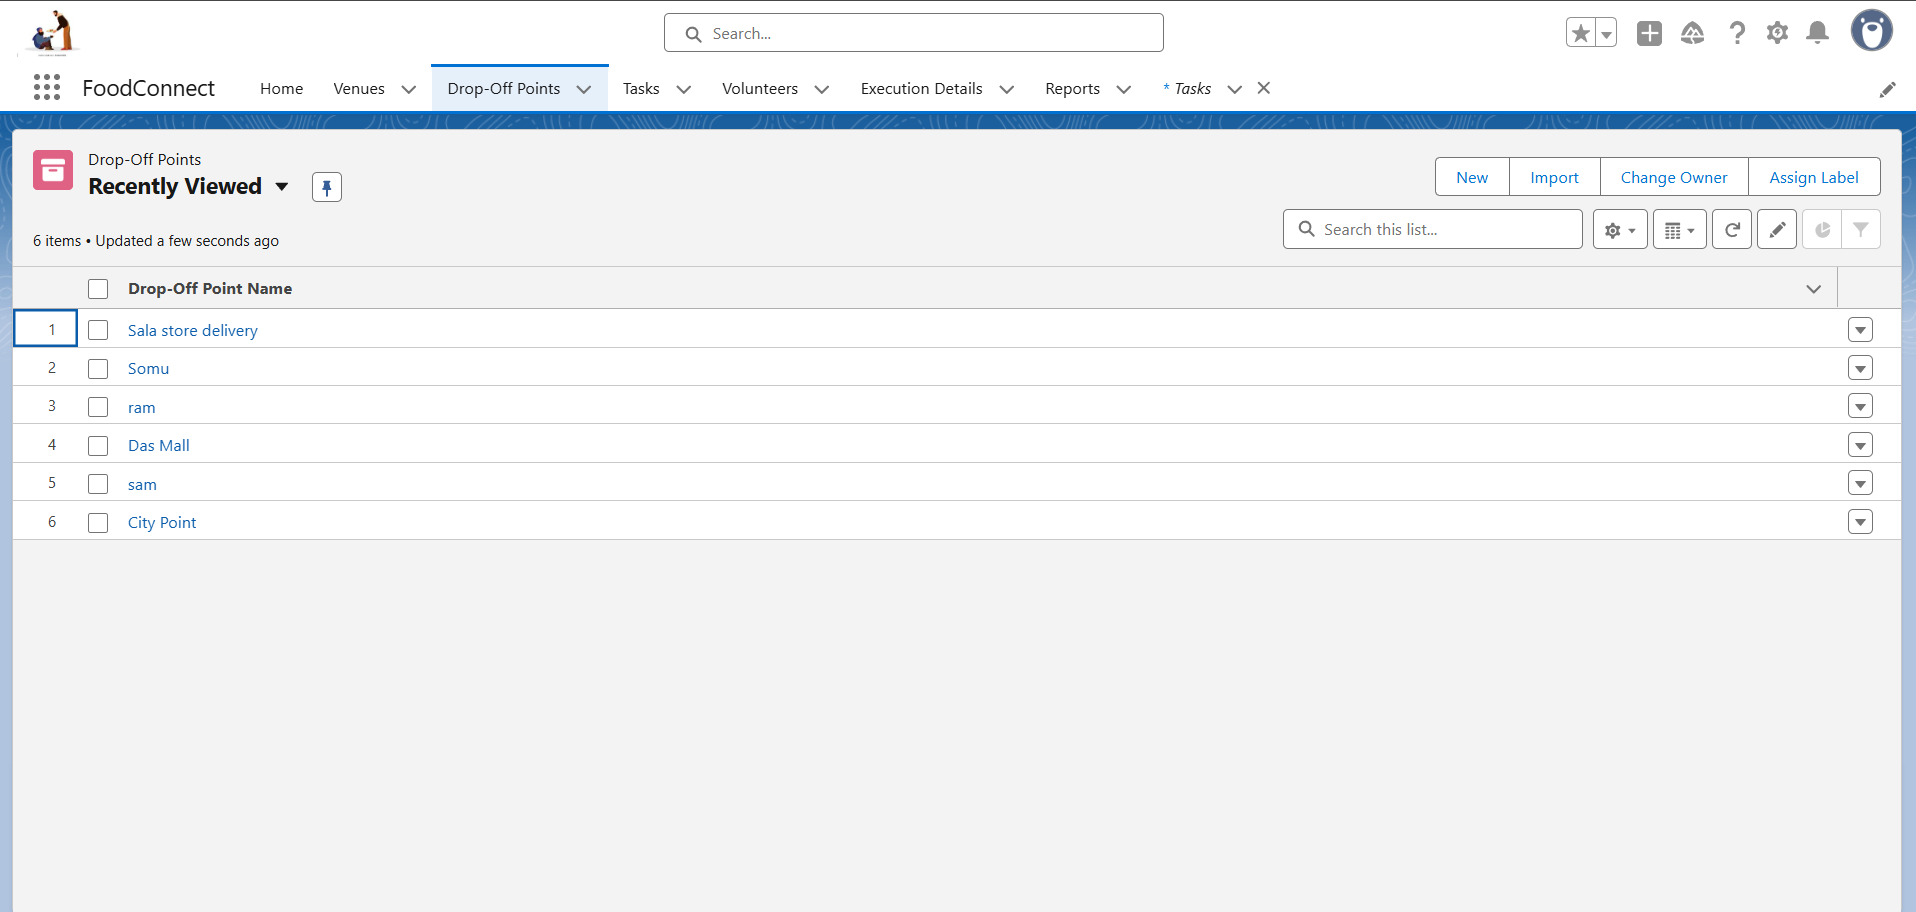 Search...
FoodConnect
Home
Venues
Drop-Off Points
Tasks
Volunteers
Execution Details
Reports
* Tasks
Drop-Off Points
Recently Viewed
New
Import
Change Owner
Assign Label
6 items • Updated a few seconds ago
Search this list...
Drop-Off Point Name
1 Sala store delivery
2 Somu
3 ram
4 Das Mall
5 sam
6 City Point